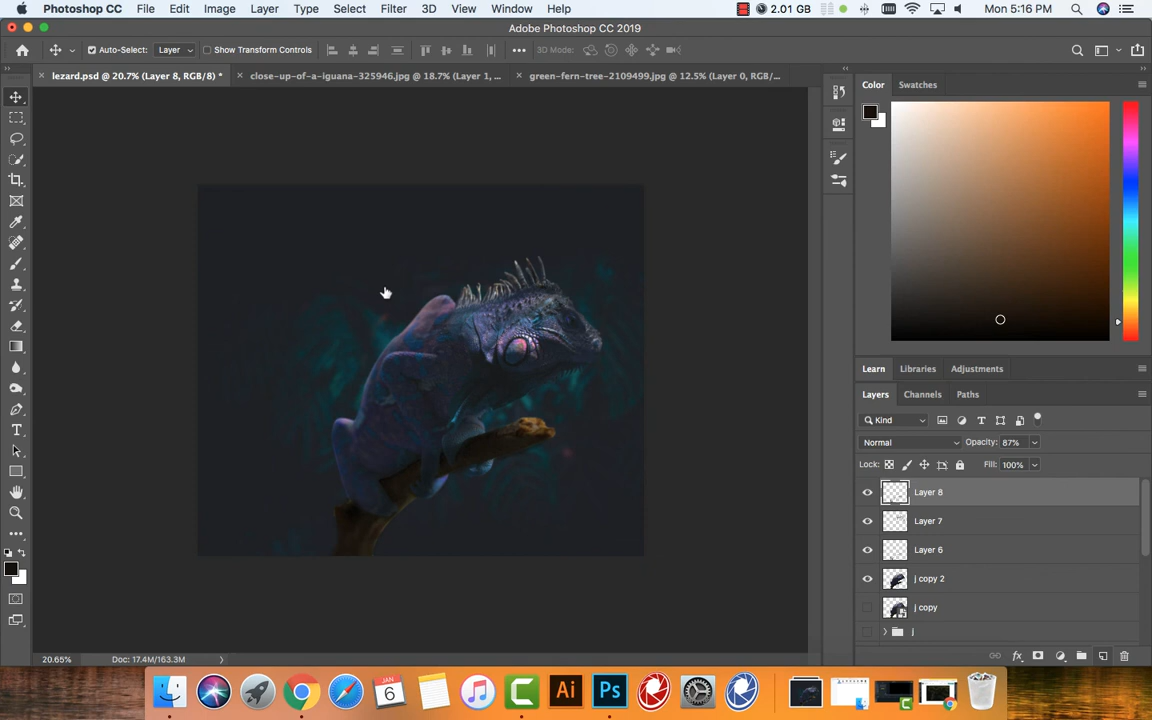 Photoshop CC File Edit Image Layer Type Select Filter 3D View Window Help 2.01 GB Mon 5:16 PM
Adobe Photoshop CC 2019
Auto-Select: Layer Show Transform Controls 3D Mode:
lezard.psd @ 20.7% (Layer 8, RGB/8) * close-up-of-a-iguana-325946.jpg @ 18.7% (Layer 1, ... green-fern-tree-2109499.jpg @ 12.5% (Layer 0, RGB/...
Color Swatches
Learn Libraries Adjustments
Layers Channels Paths
Kind
Normal Opacity: 87%
Lock: Fill: 100%
Layer 8
Layer 7
Layer 6
j copy 2
j copy
j
20.65% Doc: 17.4M/163.3M
JAN
6
Ai Ps